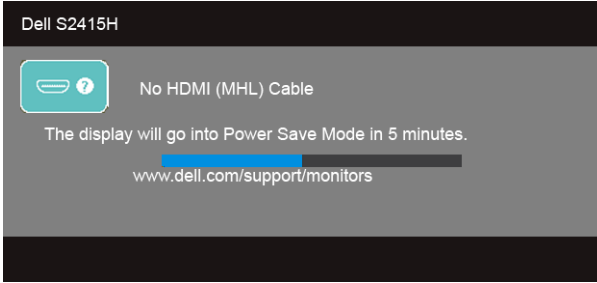 Dell S2415H
?
No HDMI (MHL) Cable
The display will go into Power Save Mode in 5 minutes.
www.dell.com/support/monitors